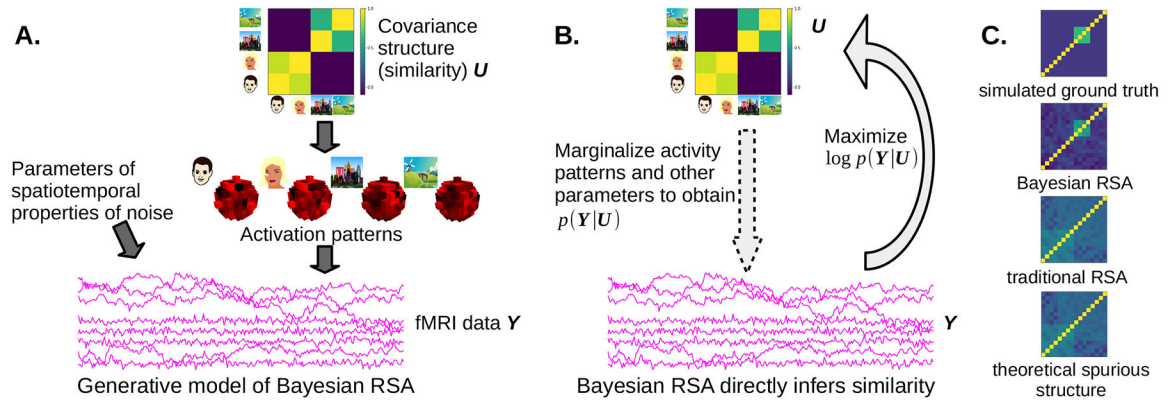 A.
Covariance
structure
(similarity) U
1.0
0.5
0.0
Parameters of
spatiotemporal
properties of noise
Activation patterns
fMRI data Y
Generative model of Bayesian RSA
B.
U
1.0
0.5
0.0
Marginalize activity
patterns and other
parameters to obtain
p(Y|U)
Maximize
log p(Y|U)
Y
Bayesian RSA directly infers similarity
C.
simulated ground truth
Bayesian RSA
traditional RSA
theoretical spurious
structure